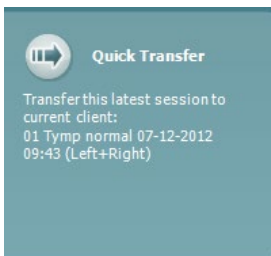 Quick Transfer
Transfer this latest session to
current client:
01 Tymp normal 07-12-2012
09:43 (Left+Right)